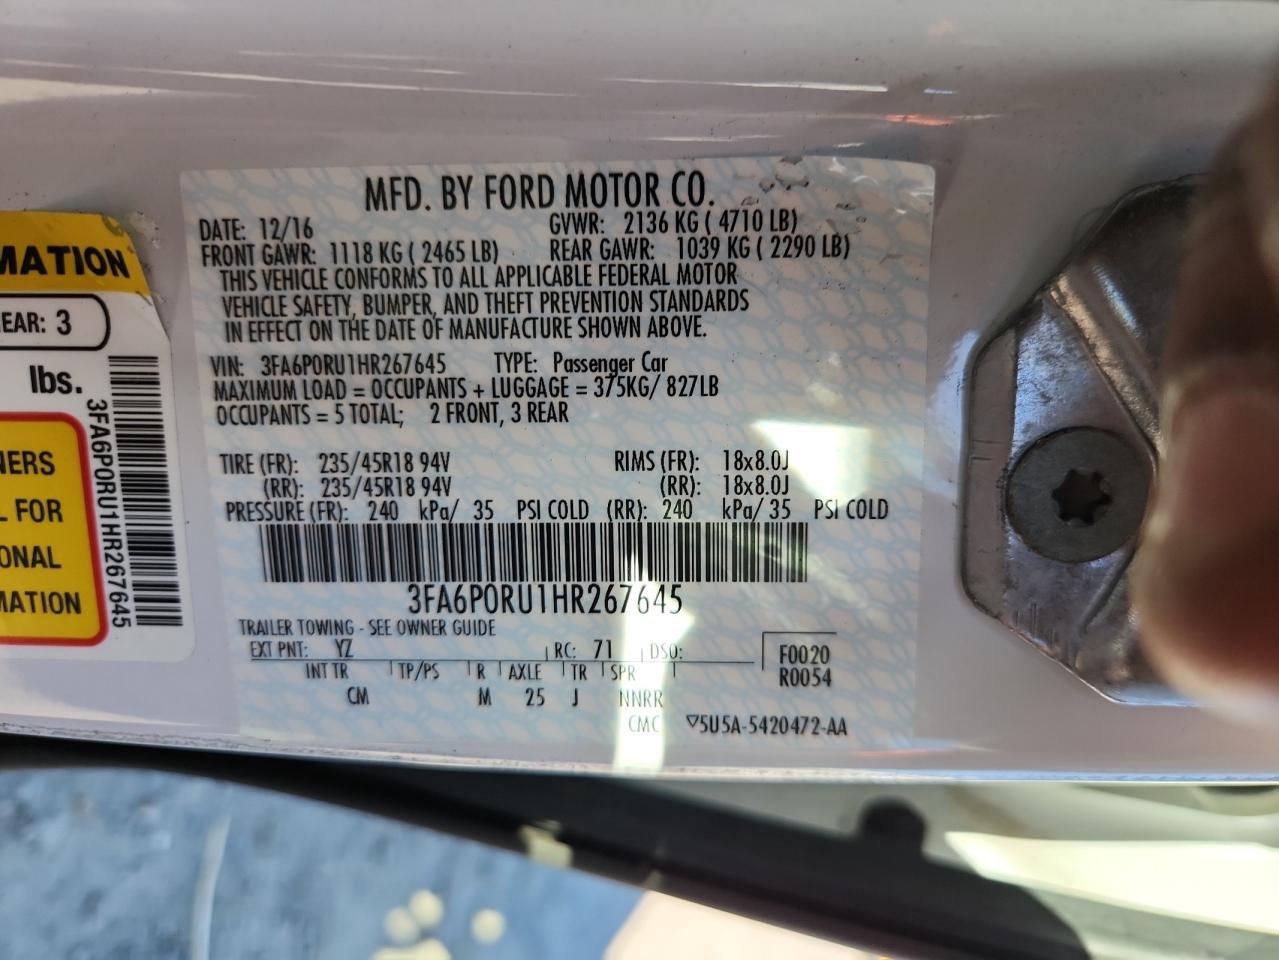 MFD. BY FORD MOTOR CO.
DATE: 12/16 GVWR: 2136 KG ( 4710 LB)
FRONT GAWR: 1118 KG ( 2465 LB) REAR GAWR: 1039 KG ( 2290 LB)
THIS VEHICLE CONFORMS TO ALL APPLICABLE FEDERAL MOTOR
VEHICLE SAFETY, BUMPER, AND THEFT PREVENTION STANDARDS
IN EFFECT ON THE DATE OF MANUFACTURE SHOWN ABOVE.
VIN: 3FA6P0RU1HR267645 TYPE: Passenger Car
MAXIMUM LOAD = OCCUPANTS + LUGGAGE = 375KG/ 827LB
OCCUPANTS = 5 TOTAL; 2 FRONT, 3 REAR
TIRE (FR): 235/45R18 94V RIMS (FR): 18x8.0J
(RR): 235/45R18 94V (RR): 18x8.0J
PRESSURE (FR): 240 kPa/ 35 PSI COLD (RR): 240 kPa/ 35 PSI COLD
3FA6P0RU1HR267645
TRAILER TOWING - SEE OWNER GUIDE
EXT PNT: YZ RC: 71 DSO: F0020
INT TR TP/PS R AXLE TR SPR R0054
CM M 25 J NNRR
CMC ▽5U5A-5420472-AA
MATION
EAR: 3
lbs.
3FA6P0RU1HR267645
NERS
L FOR
ONAL
MATION